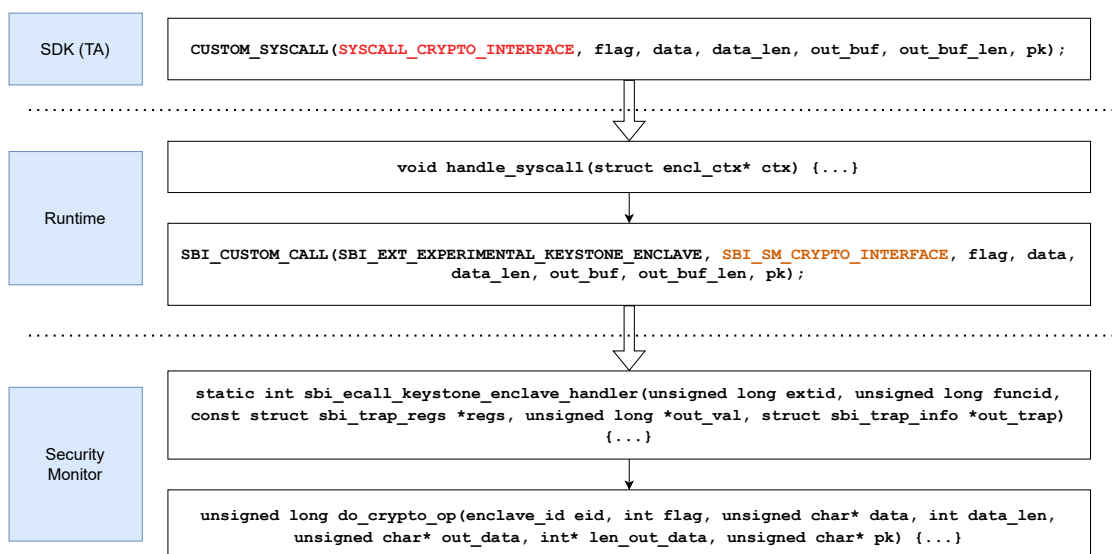 SDK (TA)
CUSTOM_SYSCALL(SYSCALL_CRYPTO_INTERFACE, flag, data, data_len, out_buf, out_buf_len, pk);
Runtime
void handle_syscall(struct encl_ctx* ctx) {...}
SBI_CUSTOM_CALL(SBI_EXT_EXPERIMENTAL_KEYSTONE_ENCLAVE, SBI_SM_CRYPTO_INTERFACE, flag, data,
data_len, out_buf, out_buf_len, pk);
Security
Monitor
static int sbi_ecall_keystone_enclave_handler(unsigned long extid, unsigned long funcid,
const struct sbi_trap_regs *regs, unsigned long *out_val, struct sbi_trap_info *out_trap)
{...}
unsigned long do_crypto_op(enclave_id eid, int flag, unsigned char* data, int data_len,
unsigned char* out_data, int* len_out_data, unsigned char* pk) {...}